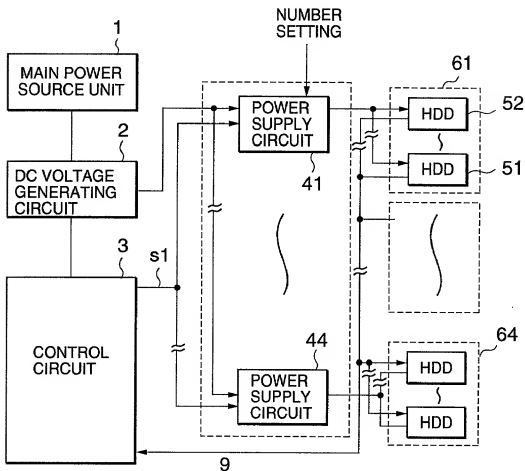 NUMBER
SETTING
1
MAIN POWER
SOURCE UNIT
2
DC VOLTAGE
GENERATING
CIRCUIT
3
s1
CONTROL
CIRCUIT
POWER
SUPPLY
CIRCUIT
41
44
POWER
SUPPLY
CIRCUIT
61
HDD
52
HDD
51
64
HDD
HDD
9